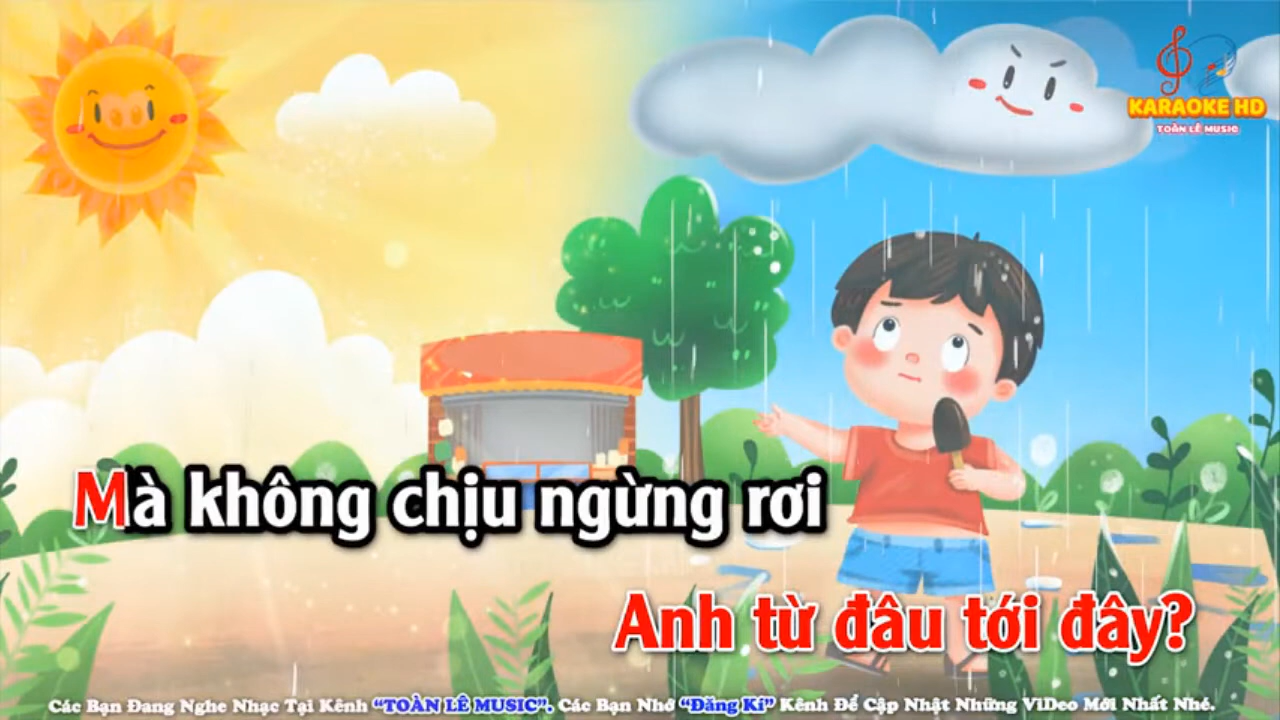 KARAOKE HD
TOÀN LÊ MUSIC
Mà không chịu ngừng rơi
Anh từ đâu tới đây?
Các Bạn Đang Nghe Nhạc Tại Kênh “TOÀN LÊ MUSIC”. Các Bạn Nhớ “Đăng Kí” Kênh Để Cập Nhật Những ViDeo Mới Nhất Nhé.